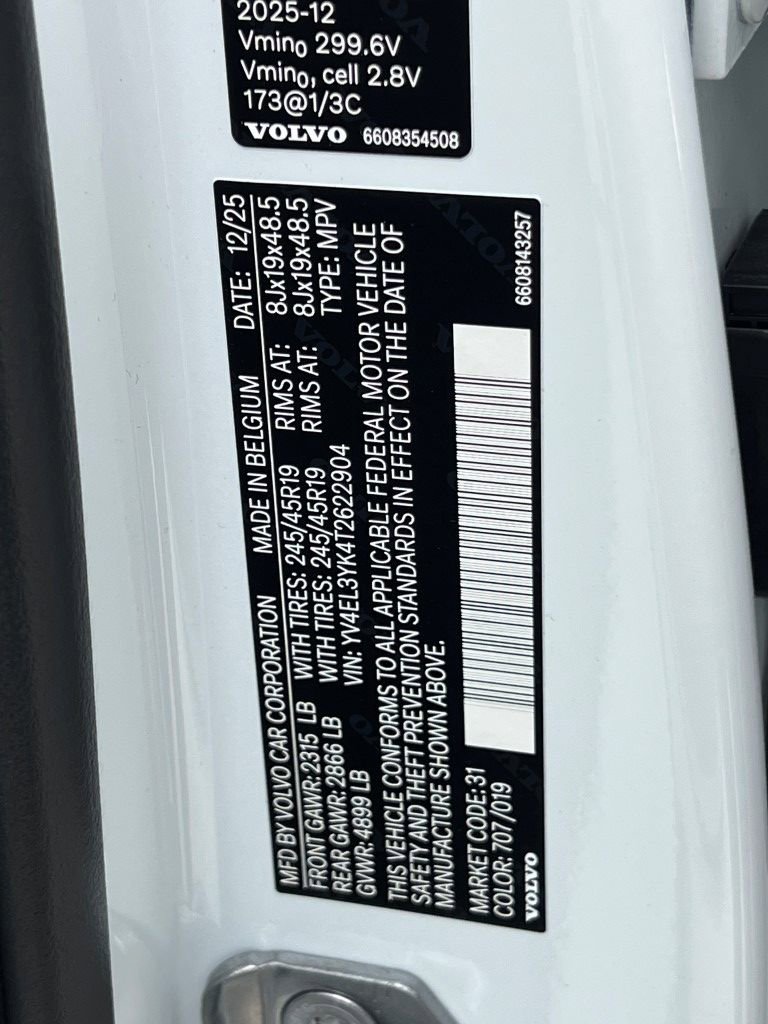 2025-12
Vmin₀ 299.6V
Vmin₀, cell 2.8V
173@1/3C
VOLVO 6608354508
MFD BY VOLVO CAR CORPORATION MADE IN BELGIUM DATE: 12/25
FRONT GAWR: 2315 LB WITH TIRES: 245/45R19 RIMS AT: 8Jx19x48.5
REAR GAWR: 2866 LB WITH TIRES: 245/45R19 RIMS AT: 8Jx19x48.5
GVWR: 4899 LB VIN: YV4EL3YK4T2622904 TYPE: MPV
THIS VEHICLE CONFORMS TO ALL APPLICABLE FEDERAL MOTOR VEHICLE
SAFETY AND THEFT PREVENTION STANDARDS IN EFFECT ON THE DATE OF
MANUFACTURE SHOWN ABOVE.
MARKET CODE: 31
COLOR: 707/019
VOLVO 6608143257